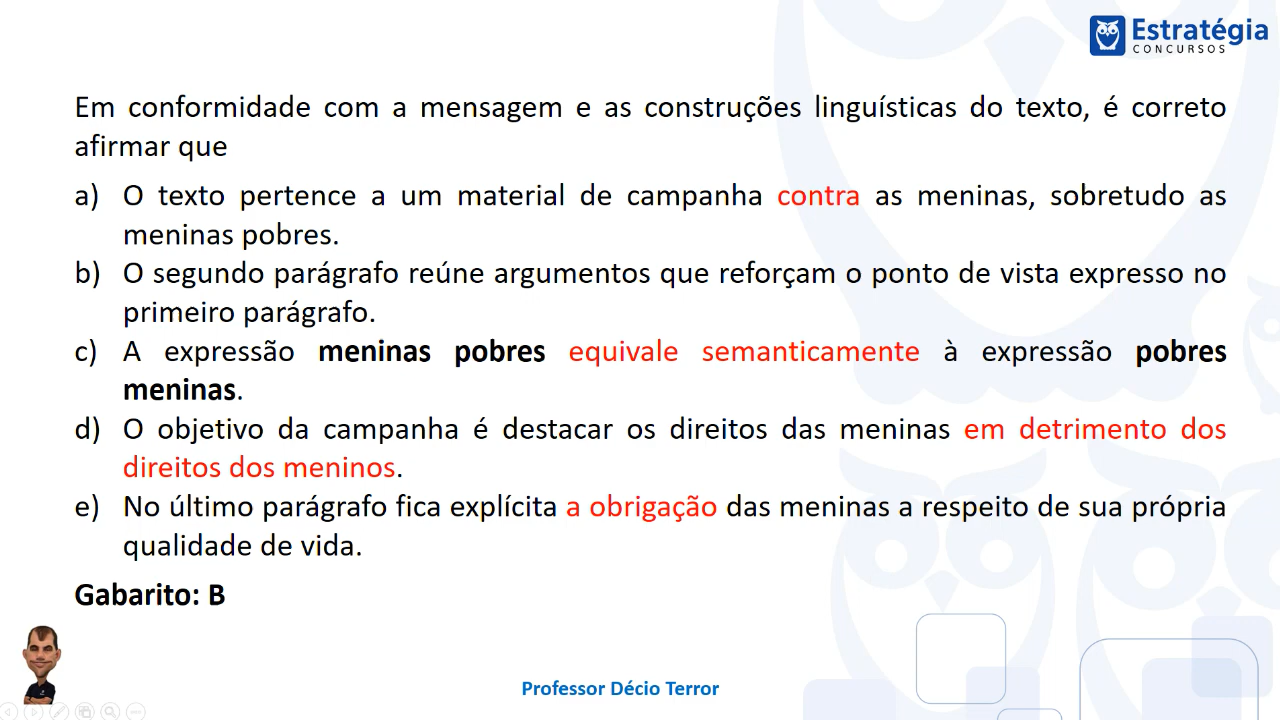 Estratégia
CONCURSOS
Em conformidade com a mensagem e as construções linguísticas do texto, é correto
afirmar que
a) O texto pertence a um material de campanha contra as meninas, sobretudo as
meninas pobres.
b) O segundo parágrafo reúne argumentos que reforçam o ponto de vista expresso no
primeiro parágrafo.
c) A expressão meninas pobres equivale semanticamente à expressão pobres
meninas.
d) O objetivo da campanha é destacar os direitos das meninas em detrimento dos
direitos dos meninos.
e) No último parágrafo fica explícita a obrigação das meninas a respeito de sua própria
qualidade de vida.
Gabarito: B
Professor Décio Terror